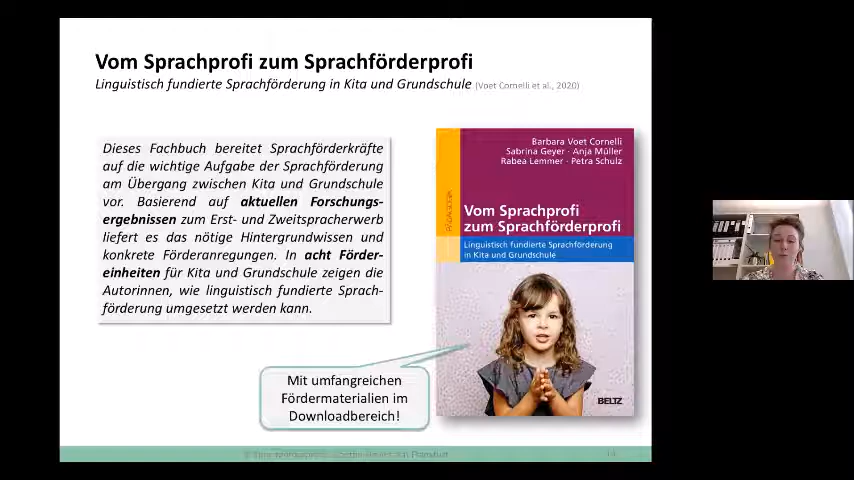 Vom Sprachprofi zum Sprachförderprofi
Linguistisch fundierte Sprachförderung in Kita und Grundschule (Voet Cornelli et al., 2020)
Dieses Fachbuch bereitet Sprachförderkräfte
auf die wichtige Aufgabe der Sprachförderung
am Übergang zwischen Kita und Grundschule
vor. Basierend auf aktuellen Forschungs-
ergebnissen zum Erst- und Zweitspracherwerb
liefert es das nötige Hintergrundwissen und
konkrete Förderanregungen. In acht Förder-
einheiten für Kita und Grundschule zeigen die
Autorinnen, wie linguistisch fundierte Sprach-
förderung umgesetzt werden kann.
Barbara Voet Cornelli
Sabrina Geyer · Anja Müller
Rabea Lemmer · Petra Schulz
PÄDAGOGIK
Vom Sprachprofi
zum Sprachförderprofi
Linguistisch fundierte Sprachförderung
in Kita und Grundschule
BELTZ
Mit umfangreichen
Fördermaterialien im
Downloadbereich!
14